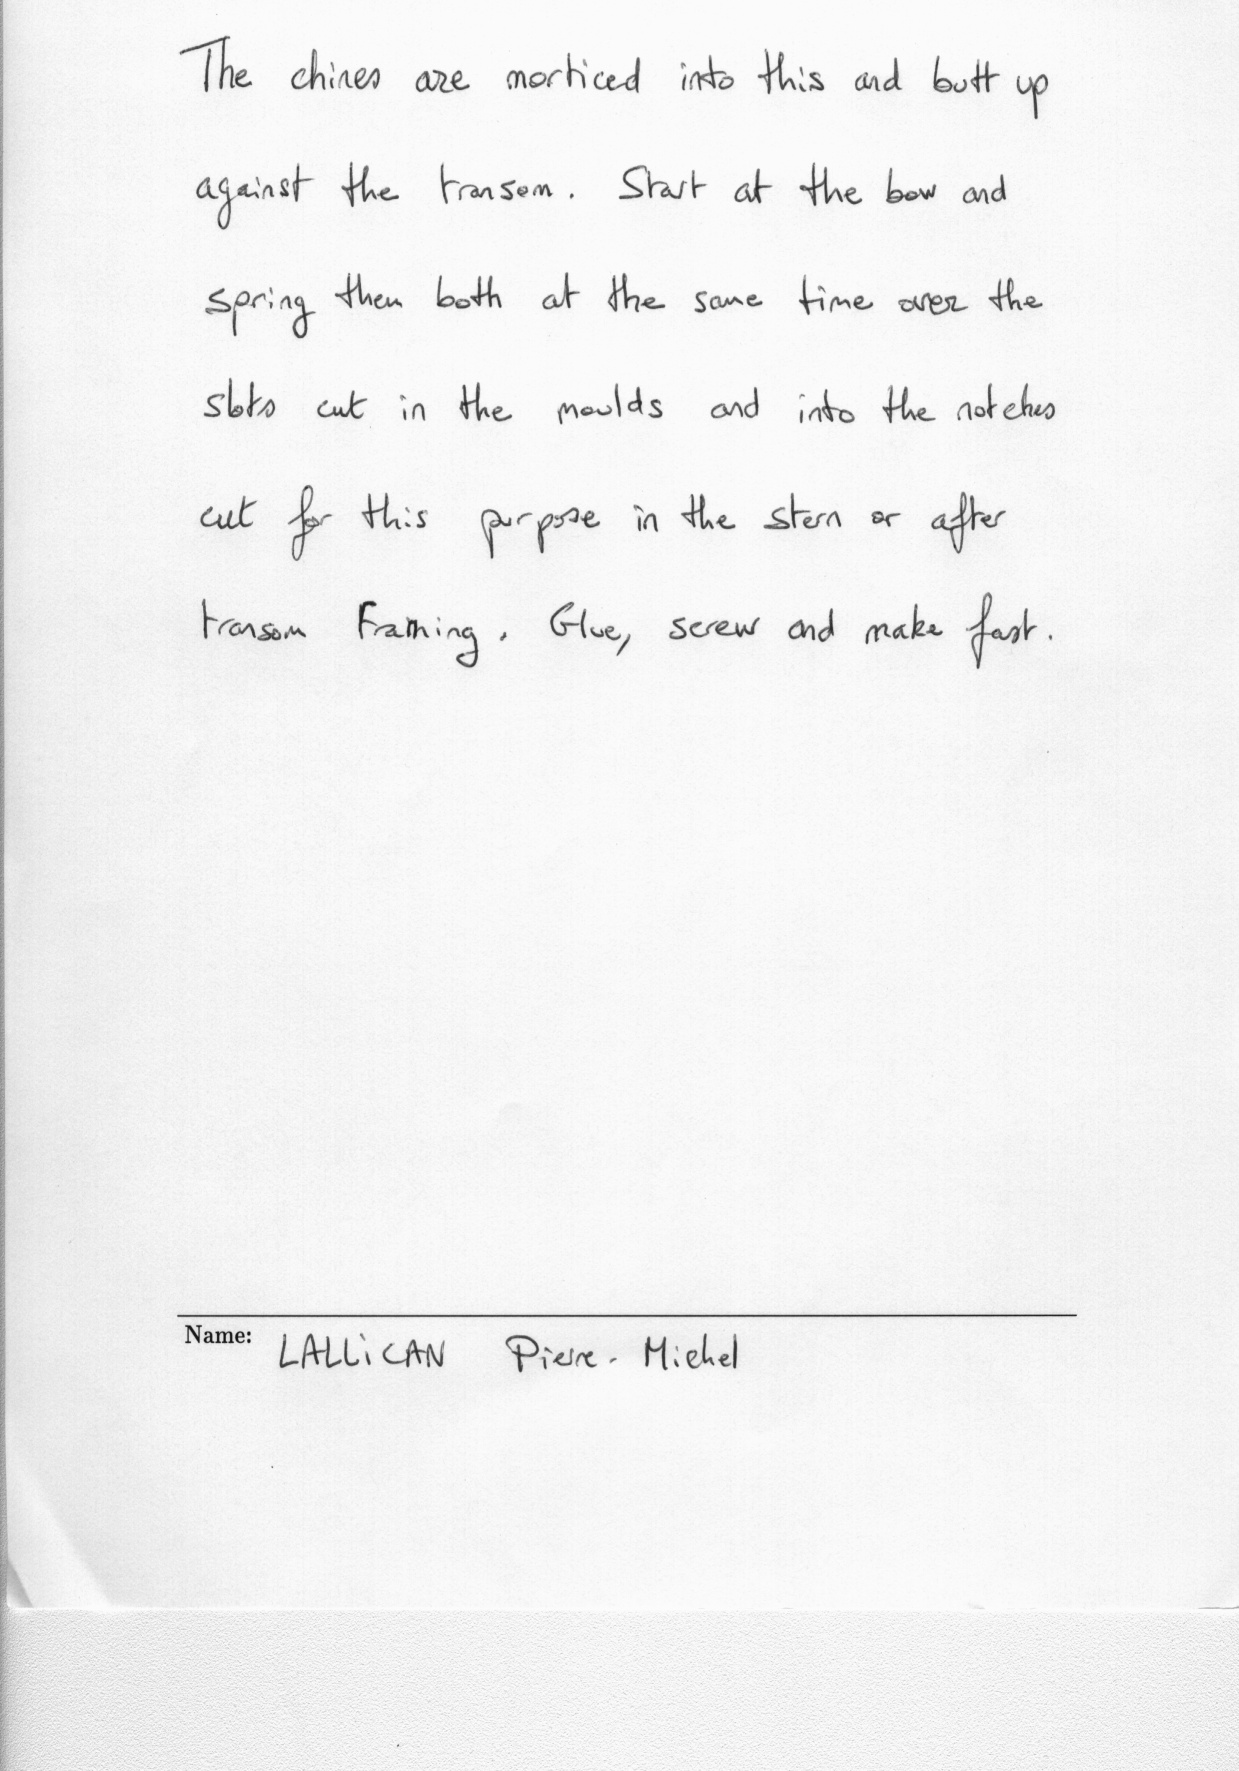 The chines are morticed into this and butt up
against the transom. Start at the bow and
spring them both at the same time over the
slots cut in the moulds and into the notches
cut for this purpose in the stern or after
transom Framing. Glue, screw and make fast.
Name: LALLiCAN Pierre-Michel